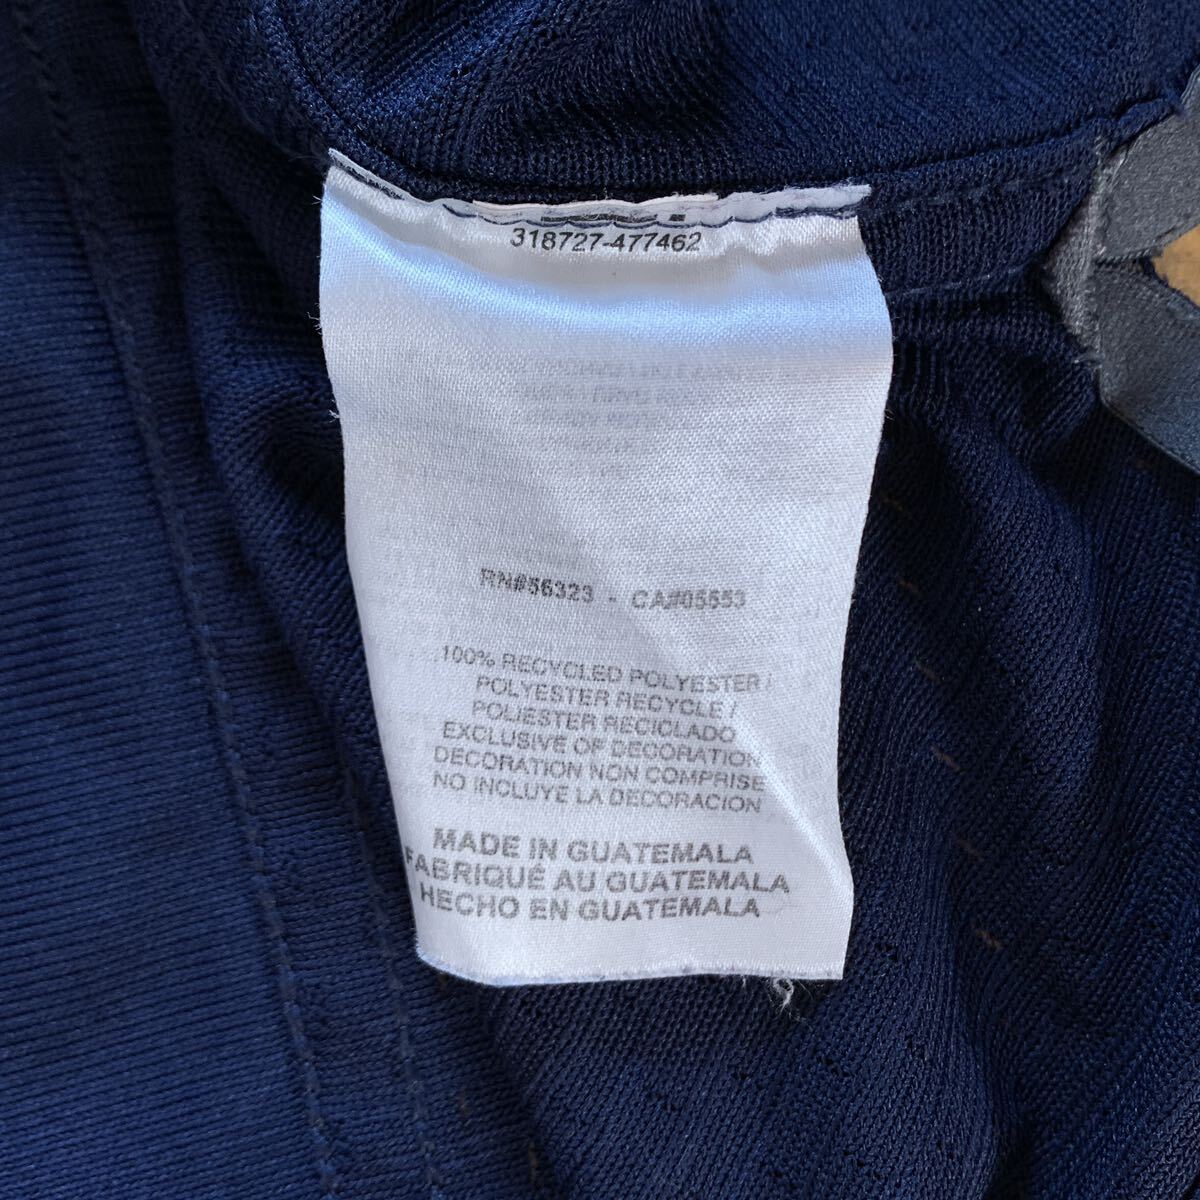 318727-477462
RN#56323 - CA#05553
100% RECYCLED POLYESTER /
POLYESTER RECYCLE /
POLIESTER RECICLADO
EXCLUSIVE OF DECORATION
DECORATION NON COMPRISE
NO INCLUYE LA DECORACION
MADE IN GUATEMALA
FABRIQUÉ AU GUATEMALA
HECHO EN GUATEMALA